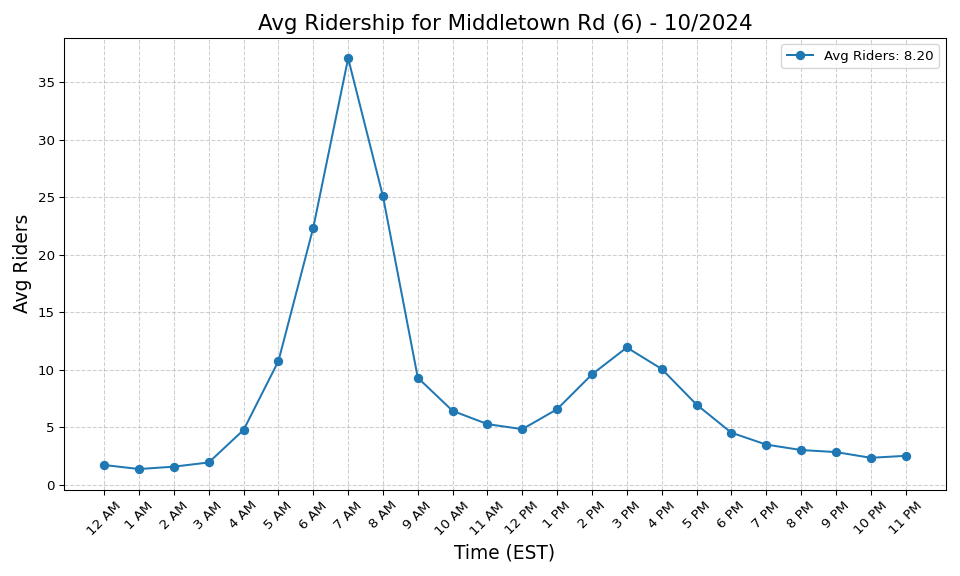 Avg Ridership for Middletown Rd (6) - 10/2024
Avg Riders: 8.20
Avg Riders
35
30
25
20
15
10
5
0
12 AM
1 AM
2 AM
3 AM
4 AM
5 AM
6 AM
7 AM
8 AM
9 AM
10 AM
11 AM
12 PM
1 PM
2 PM
3 PM
4 PM
5 PM
6 PM
7 PM
8 PM
9 PM
10 PM
11 PM
Time (EST)